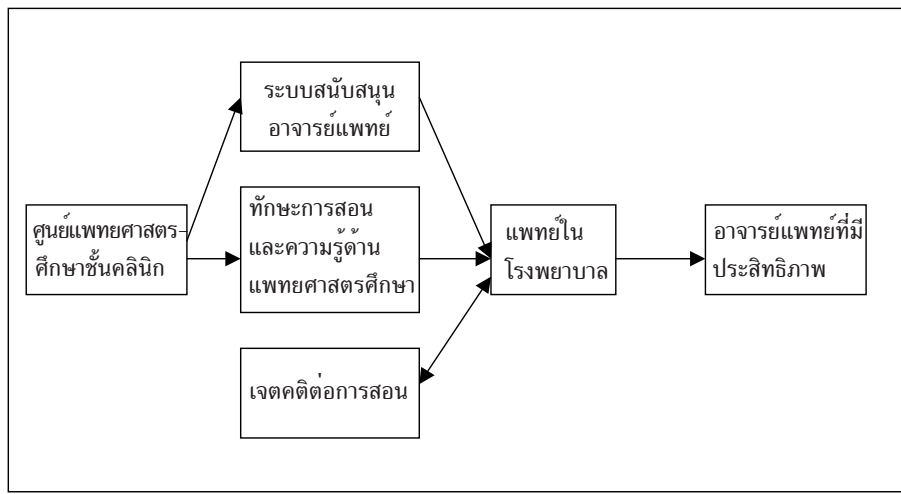 ระบบสนับสนุน
อาจารย์แพทย์
ศูนย์แพทยศาสตร-
ศึกษาชั้นคลินิก
ทักษะการสอน
และความรู้ด้าน
แพทยศาสตรศึกษา
แพทย์ใน
โรงพยาบาล
อาจารย์แพทย์ที่มี
ประสิทธิภาพ
เจตคติต่อการสอน